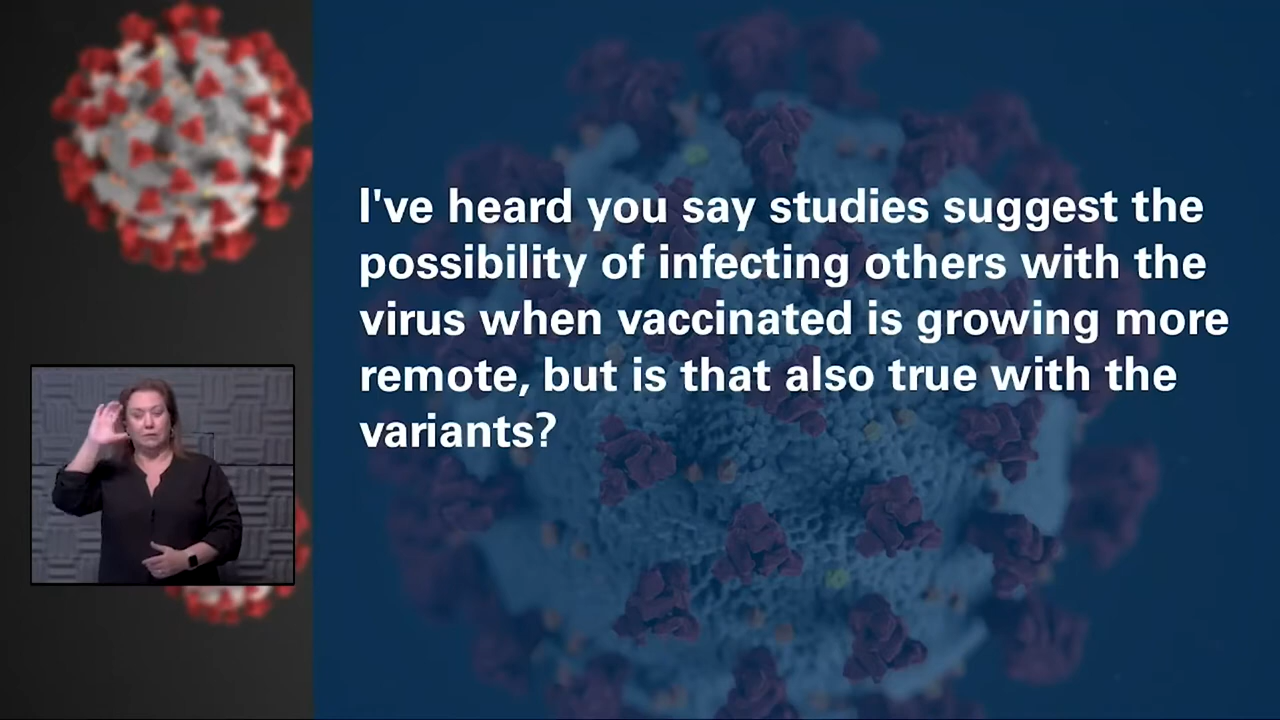 I've heard you say studies suggest the
possibility of infecting others with the
virus when vaccinated is growing more
remote, but is that also true with the
variants?